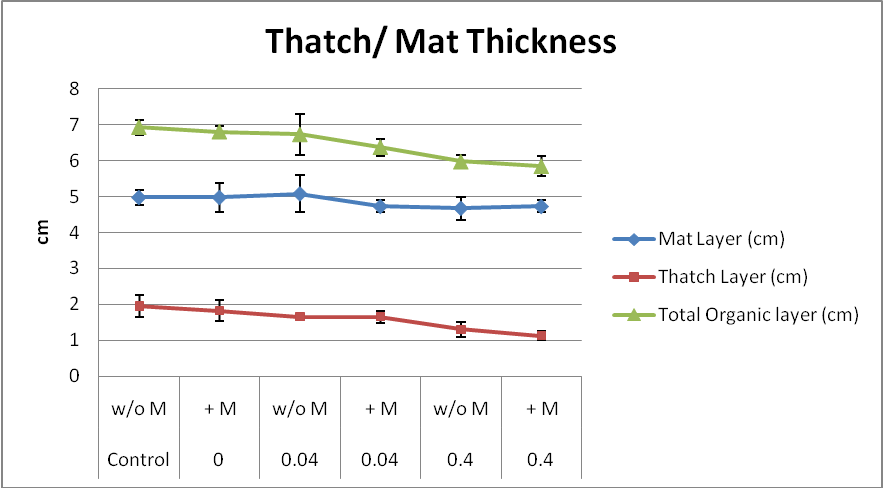 Thatch/ Mat Thickness
8
7
6
5
4
3
2
1
0
cm
w/o M + M w/o M + M w/o M + M
Control 0 0.04 0.04 0.4 0.4
Mat Layer (cm)
Thatch Layer (cm)
Total Organic layer (cm)